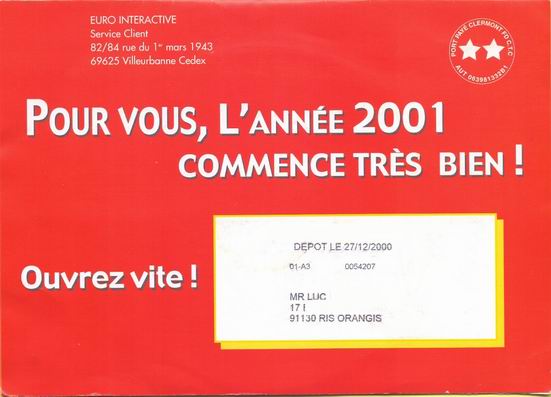 EURO INTERACTIVE
Service Client
82/84 rue du 1er mars 1943
69625 Villeurbanne Cedex
PORT PAYÉ CLERMONT FD C.T.C
AUT 06398133281
POUR VOUS, L'ANNÉE 2001
COMMENCE TRÈS BIEN !
Ouvrez vite !
DEPOT LE 27/12/2000
01-A3 0054207
MR LUC
17 I
91130 RIS ORANGIS